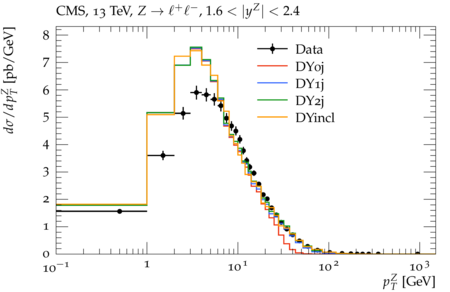 CMS, 13 TeV, Z → ℓ⁺ℓ⁻, 1.6 < |y^Z| < 2.4
dσ/dp_T^Z [pb/GeV]
8
7
6
5
4
3
2
1
0
Data
DY0j
DY1j
DY2j
DYincl
10⁻¹ 1 10¹ 10² 10³
p_T^Z [GeV]